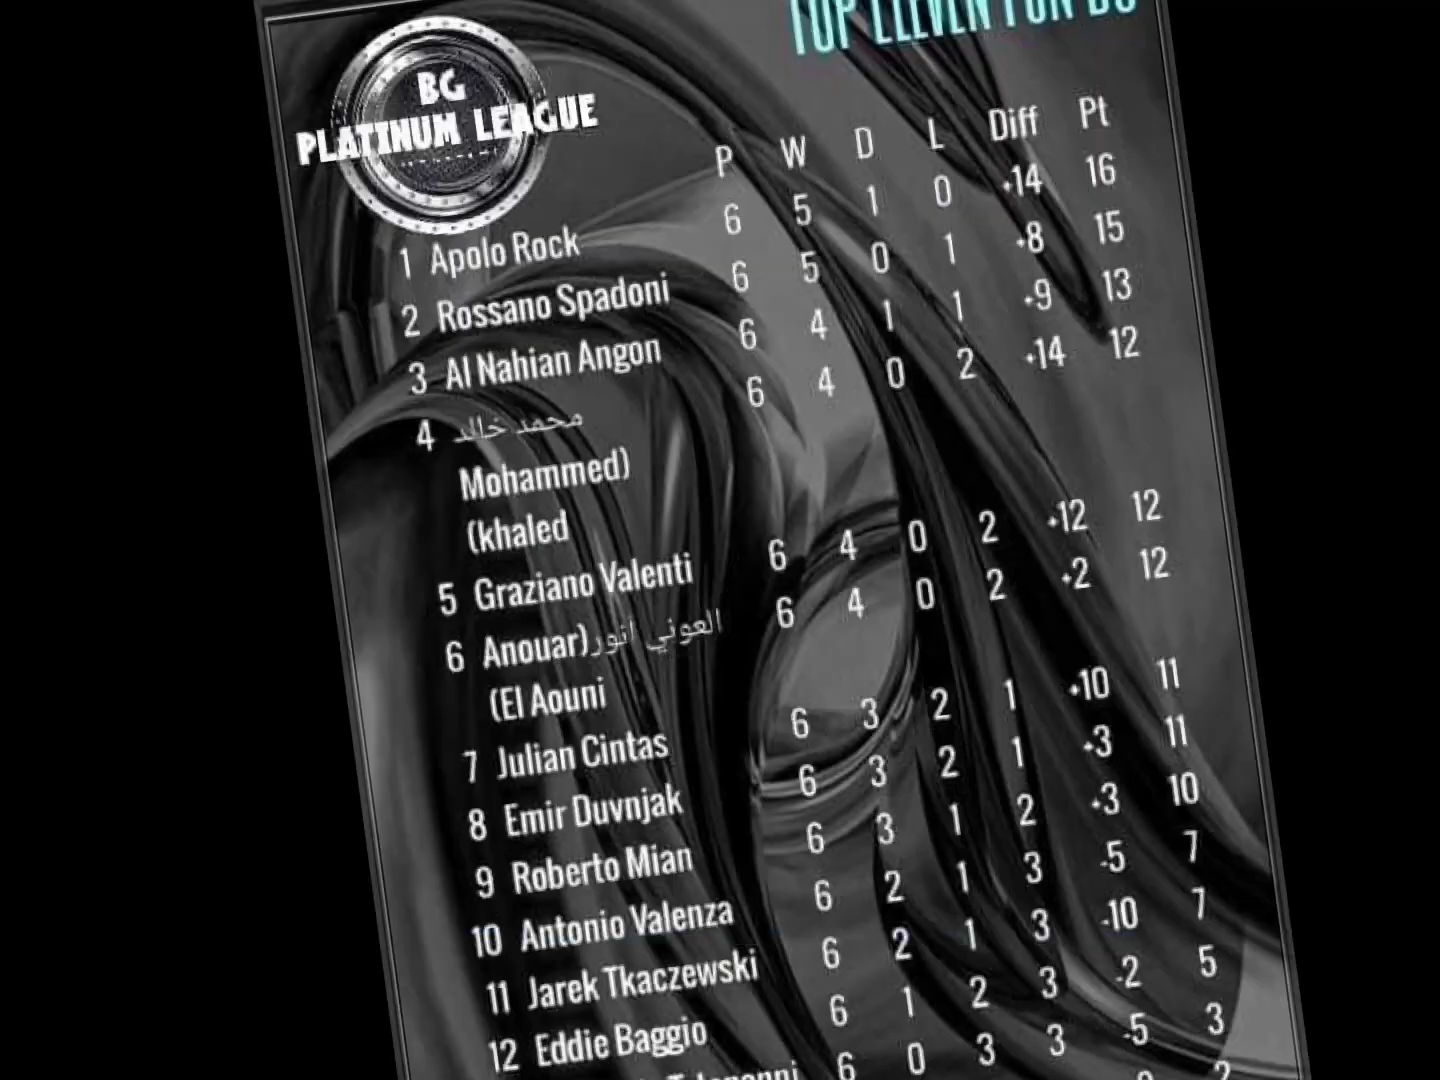 TOP ELEVEN FUN BG
BG
PLATINUM LEAGUE
P W D L Diff Pt
1 Apolo Rock 6 5 1 0 +14 16
2 Rossano Spadoni 6 5 0 1 +8 15
3 Al Nahian Angon 6 4 1 1 +9 13
4 محمد خالد 6 4 0 2 +14 12
Mohammed)
(khaled
5 Graziano Valenti 6 4 0 2 +12 12
6 Anouar)العوني انور 6 4 0 2 +2 12
(El Aouni
7 Julian Cintas 6 3 2 1 +10 11
8 Emir Duvnjak 6 3 2 1 +3 11
9 Roberto Mian 6 3 1 2 +3 10
10 Antonio Valenza 6 2 1 3 -5 7
11 Jarek Tkaczewski 6 2 1 3 -10 7
12 Eddie Baggio 6 1 2 3 -2 5
6 0 3 3 -5 3